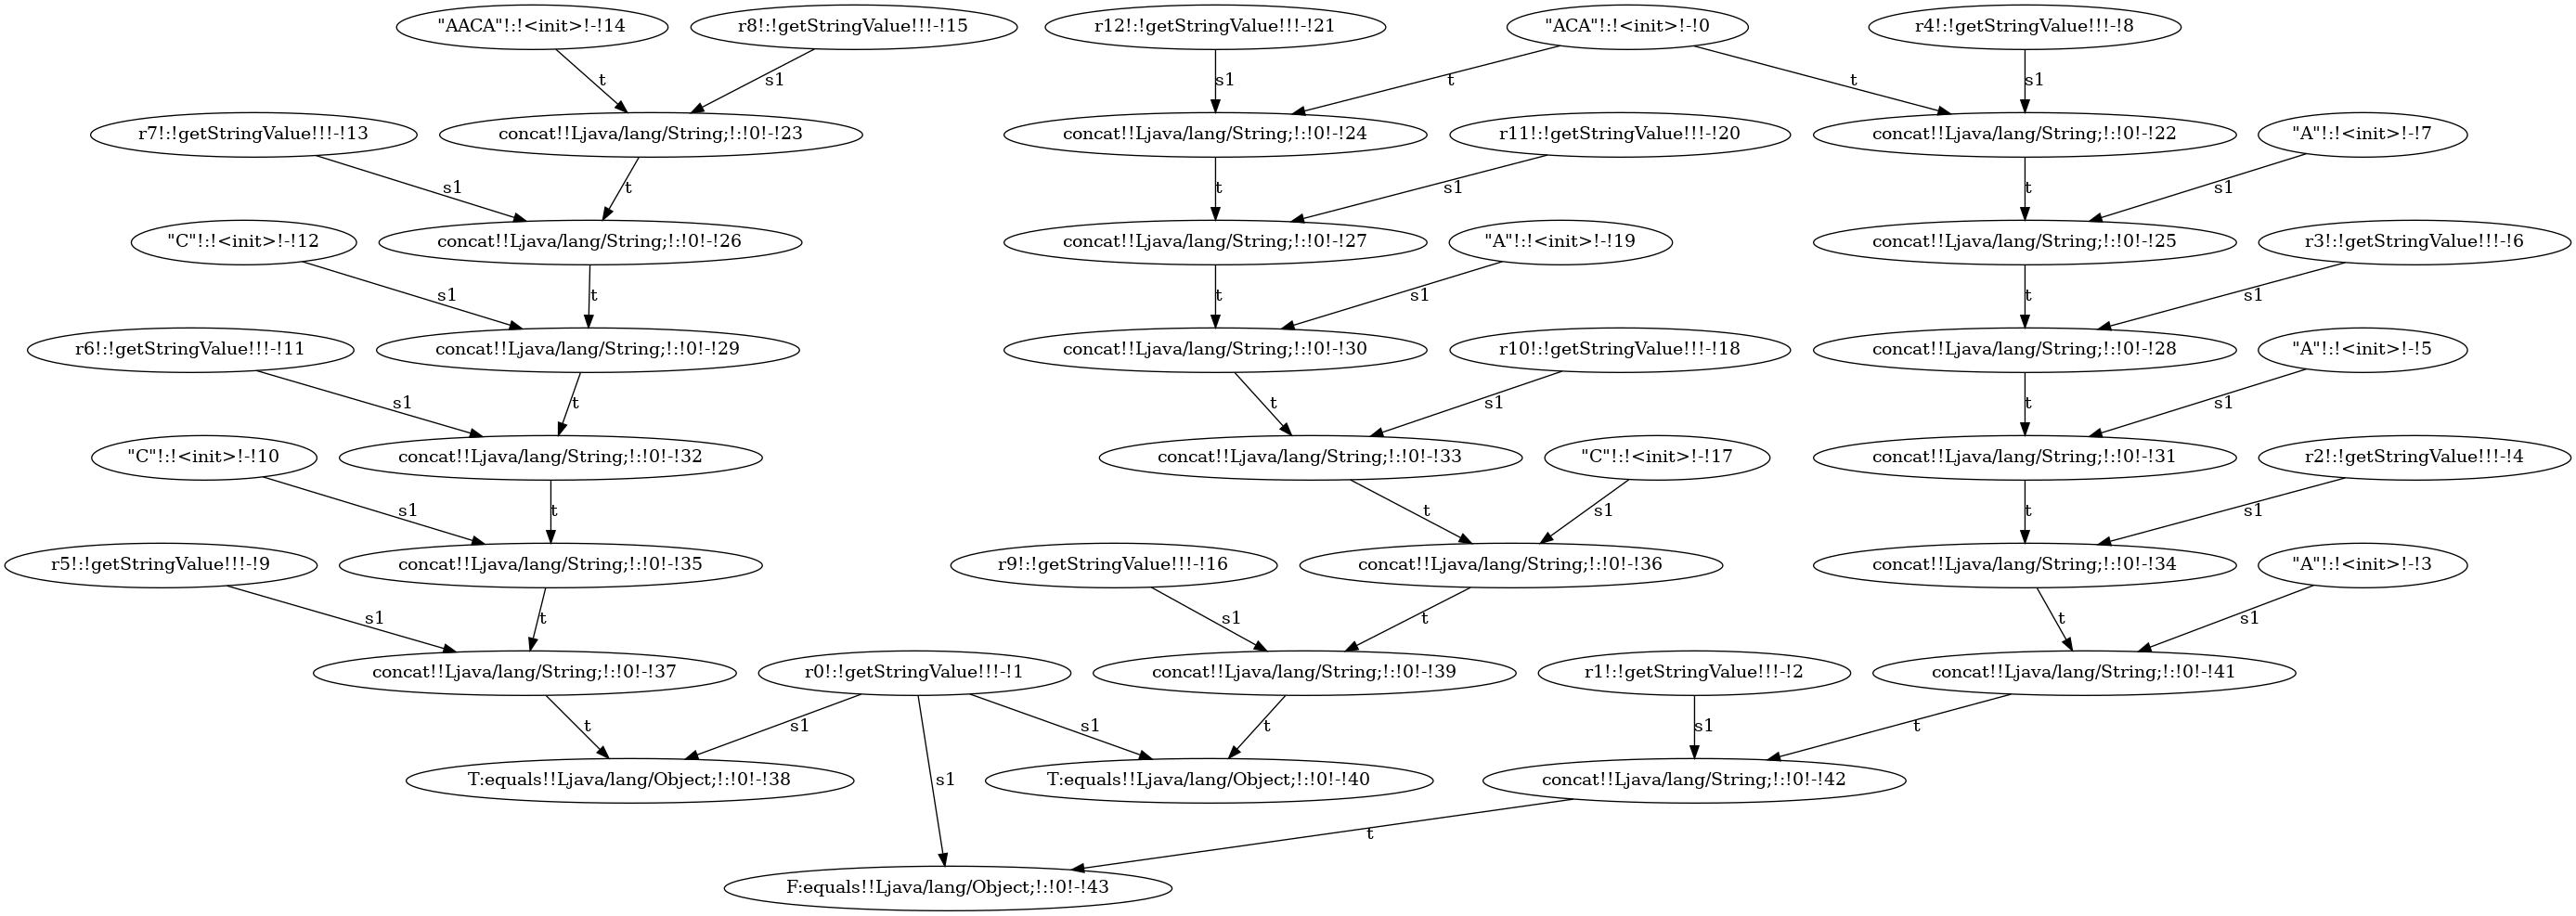 "AACA"!:!<init>!-!14
r8!:!getStringValue!!!-!15
r12!:!getStringValue!!!-!21
"ACA"!:!<init>!-!0
r4!:!getStringValue!!!-!8
t
s1
s1
t
t
s1
r7!:!getStringValue!!!-!13
concat!!Ljava/lang/String;!:!0!-!23
concat!!Ljava/lang/String;!:!0!-!24
r11!:!getStringValue!!!-!20
concat!!Ljava/lang/String;!:!0!-!22
"A"!:!<init>!-!7
s1
t
t
s1
t
s1
"C"!:!<init>!-!12
concat!!Ljava/lang/String;!:!0!-!26
concat!!Ljava/lang/String;!:!0!-!27
"A"!:!<init>!-!19
concat!!Ljava/lang/String;!:!0!-!25
r3!:!getStringValue!!!-!6
s1
t
t
s1
t
s1
r6!:!getStringValue!!!-!11
concat!!Ljava/lang/String;!:!0!-!29
concat!!Ljava/lang/String;!:!0!-!30
r10!:!getStringValue!!!-!18
concat!!Ljava/lang/String;!:!0!-!28
"A"!:!<init>!-!5
s1
t
t
s1
t
s1
"C"!:!<init>!-!10
concat!!Ljava/lang/String;!:!0!-!32
concat!!Ljava/lang/String;!:!0!-!33
"C"!:!<init>!-!17
concat!!Ljava/lang/String;!:!0!-!31
r2!:!getStringValue!!!-!4
s1
t
t
s1
t
s1
r5!:!getStringValue!!!-!9
concat!!Ljava/lang/String;!:!0!-!35
r9!:!getStringValue!!!-!16
concat!!Ljava/lang/String;!:!0!-!36
concat!!Ljava/lang/String;!:!0!-!34
"A"!:!<init>!-!3
s1
t
s1
t
t
s1
concat!!Ljava/lang/String;!:!0!-!37
r0!:!getStringValue!!!-!1
concat!!Ljava/lang/String;!:!0!-!39
r1!:!getStringValue!!!-!2
concat!!Ljava/lang/String;!:!0!-!41
t
s1
s1
s1
t
s1
t
T:equals!!Ljava/lang/Object;!:!0!-!38
T:equals!!Ljava/lang/Object;!:!0!-!40
concat!!Ljava/lang/String;!:!0!-!42
t
F:equals!!Ljava/lang/Object;!:!0!-!43